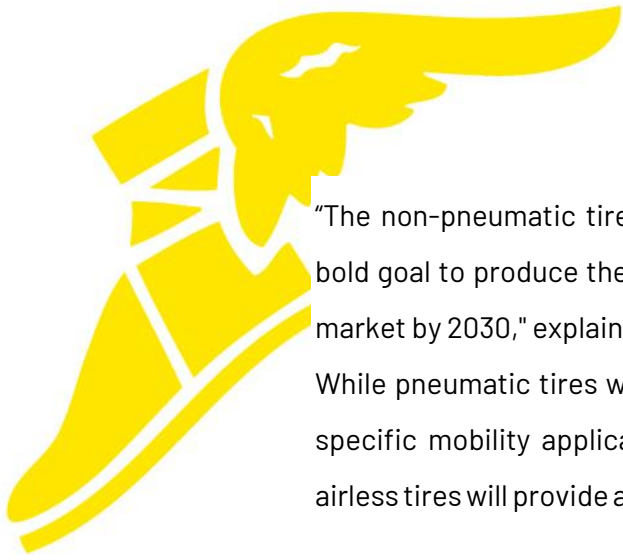 “The non-pneumatic tire
bold goal to produce the
market by 2030," explain
While pneumatic tires w
specific mobility applica
airless tires will provide a